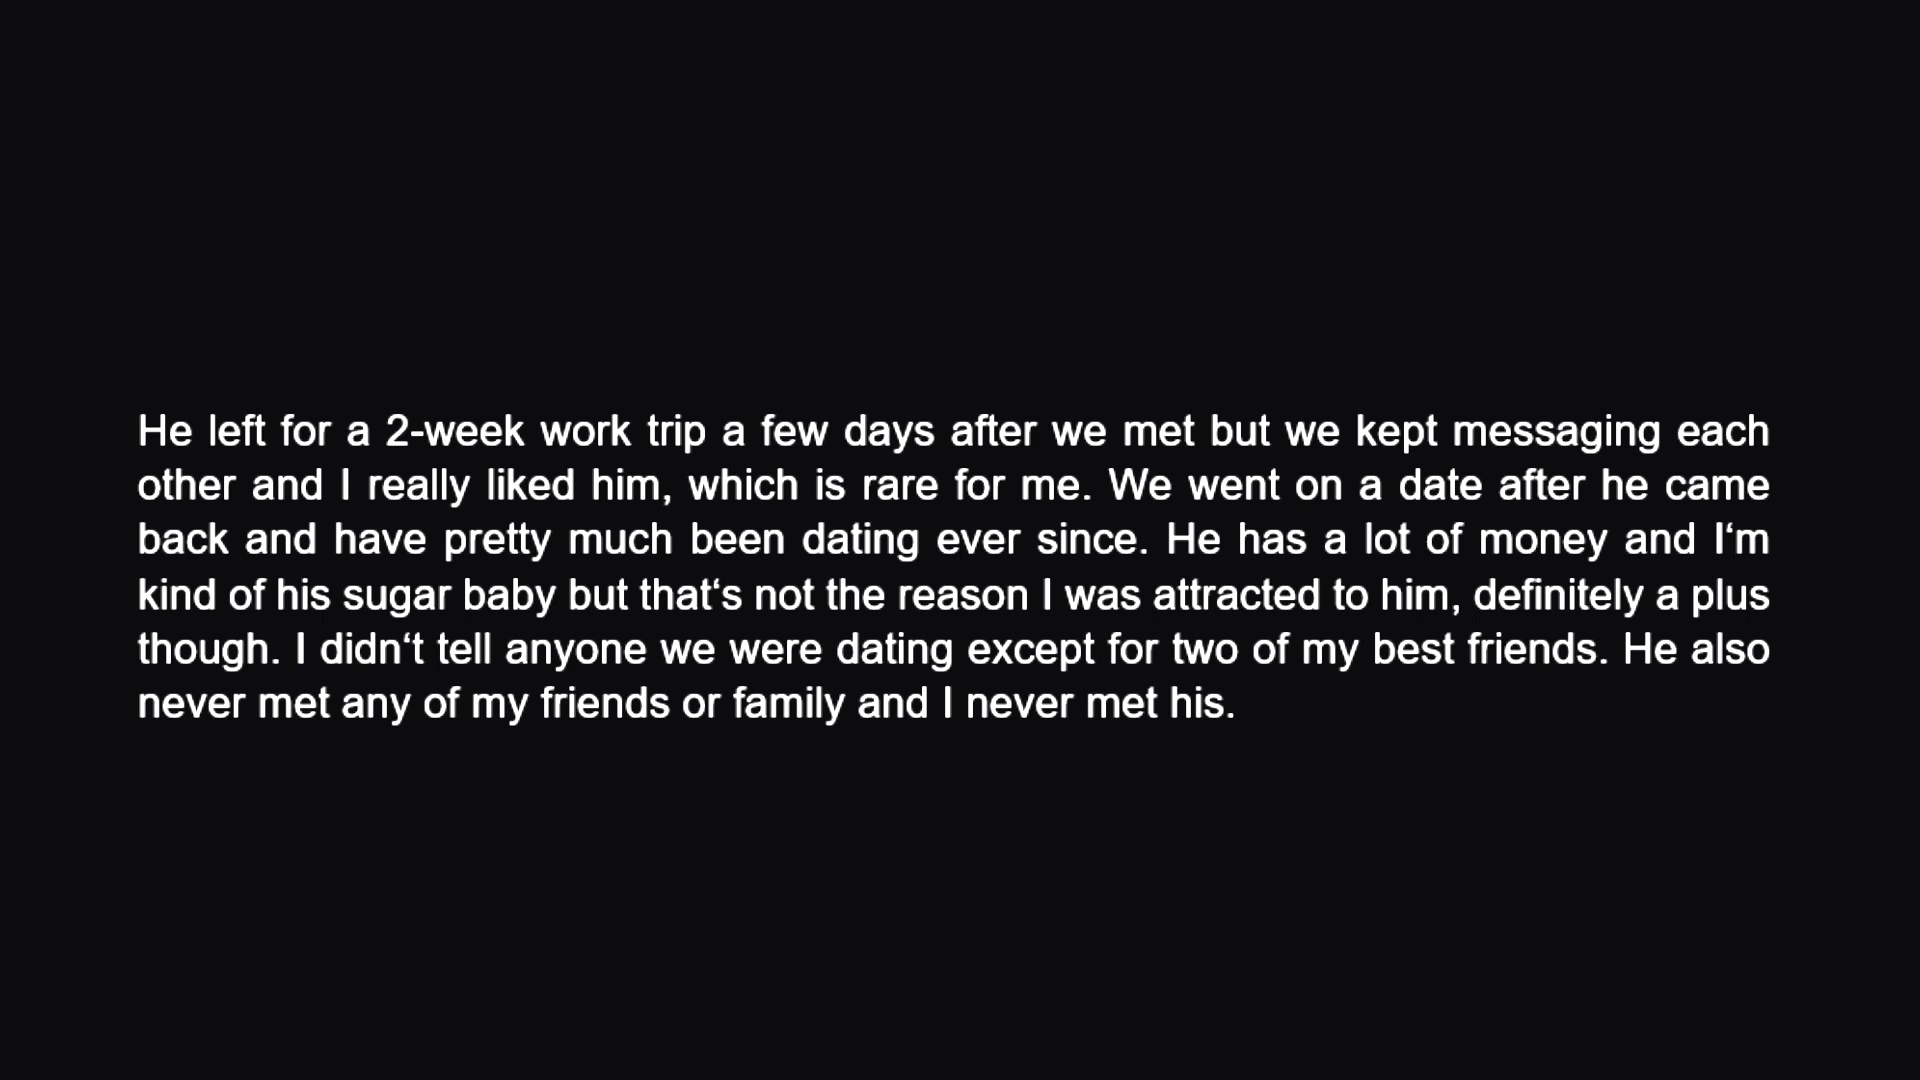 He left for a 2-week work trip a few days after we met but we kept messaging each
other and I really liked him, which is rare for me. We went on a date after he came
back and have pretty much been dating ever since. He has a lot of money and I‘m
kind of his sugar baby but that‘s not the reason I was attracted to him, definitely a plus
though. I didn‘t tell anyone we were dating except for two of my best friends. He also
never met any of my friends or family and I never met his.